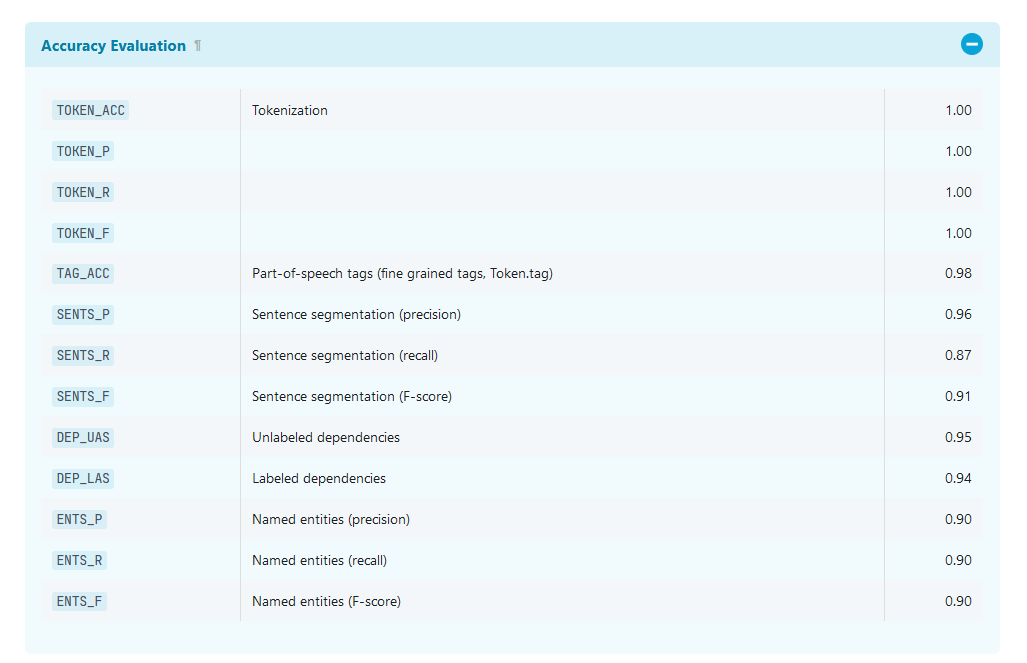 Accuracy Evaluation ¶
TOKEN_ACC Tokenization 1.00
TOKEN_P 1.00
TOKEN_R 1.00
TOKEN_F 1.00
TAG_ACC Part-of-speech tags (fine grained tags, Token.tag) 0.98
SENTS_P Sentence segmentation (precision) 0.96
SENTS_R Sentence segmentation (recall) 0.87
SENTS_F Sentence segmentation (F-score) 0.91
DEP_UAS Unlabeled dependencies 0.95
DEP_LAS Labeled dependencies 0.94
ENTS_P Named entities (precision) 0.90
ENTS_R Named entities (recall) 0.90
ENTS_F Named entities (F-score) 0.90